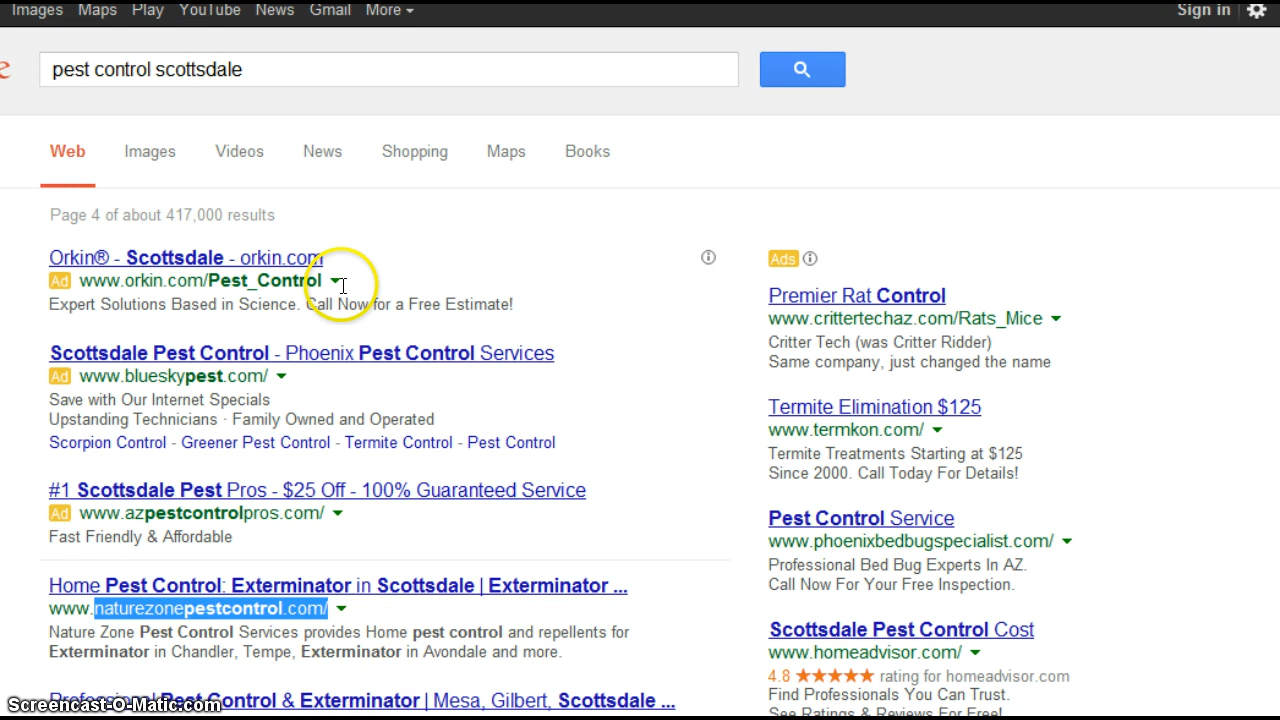 Images Maps Play YouTube News Gmail More Sign in
e pest control scottsdale
Web Images Videos News Shopping Maps Books
Page 4 of about 417,000 results
Orkin® - Scottsdale - orkin.com
Ad www.orkin.com/Pest_Control
Expert Solutions Based in Science. Call Now for a Free Estimate!
Scottsdale Pest Control - Phoenix Pest Control Services
Ad www.blueskypest.com/
Save with Our Internet Specials
Upstanding Technicians · Family Owned and Operated
Scorpion Control - Greener Pest Control - Termite Control - Pest Control
#1 Scottsdale Pest Pros - $25 Off - 100% Guaranteed Service
Ad www.azpestcontrolpros.com/
Fast Friendly & Affordable
Home Pest Control: Exterminator in Scottsdale | Exterminator ...
www.naturezonepestcontrol.com/
Nature Zone Pest Control Services provides Home pest control and repellents for
Exterminator in Chandler, Tempe, Exterminator in Avondale and more.
Professional Pest Control & Exterminator | Mesa, Gilbert, Scottsdale ...
Ads
Premier Rat Control
www.crittertechaz.com/Rats_Mice
Critter Tech (was Critter Ridder)
Same company, just changed the name
Termite Elimination $125
www.termkon.com/
Termite Treatments Starting at $125
Since 2000. Call Today For Details!
Pest Control Service
www.phoenixbedbugspecialist.com/
Professional Bed Bug Experts In AZ.
Call Now For Your Free Inspection.
Scottsdale Pest Control Cost
www.homeadvisor.com/
4.8 ★★★★★ rating for homeadvisor.com
Find Professionals You Can Trust.
See Ratings & Reviews For Free!
Screencast-O-Matic.com